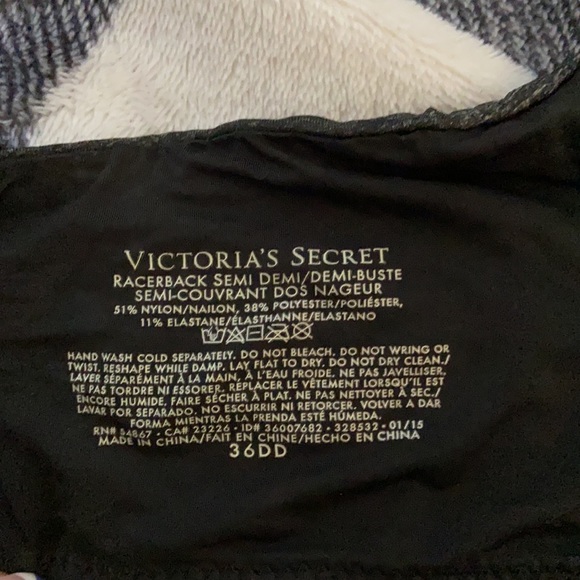 VICTORIA'S SECRET
RACERBACK SEMI DEMI/DEMI-BUSTE
SEMI-COUVRANT DOS NAGEUR
51% NYLON/NAILON, 38% POLYESTER/POLIÉSTER,
11% ELASTANE/ÉLASTHANNE/ELASTANO
HAND WASH COLD SEPARATELY. DO NOT BLEACH. DO NOT WRING OR
TWIST. RESHAPE WHILE DAMP. LAY FLAT TO DRY. DO NOT DRY CLEAN./
LAVER SÉPARÉMENT À LA MAIN, À L'EAU FROIDE. NE PAS JAVELLISER.
NE PAS TORDRE NI ESSORER. REPLACER LE VÊTEMENT LORSQU'IL EST
ENCORE HUMIDE, FAIRE SÉCHER À PLAT. NE PAS NETTOYER À SEC./
LAVAR POR SEPARADO. NO ESCURRIR NI RETORCER. VOLVER A DAR
FORMA MIENTRAS LA PRENDA ESTÉ HÚMEDA.
RN# 54867 • CA# 23226 • ID# 36007682 • 328532 • 01/15
MADE IN CHINA/FAIT EN CHINE/HECHO EN CHINA
36DD